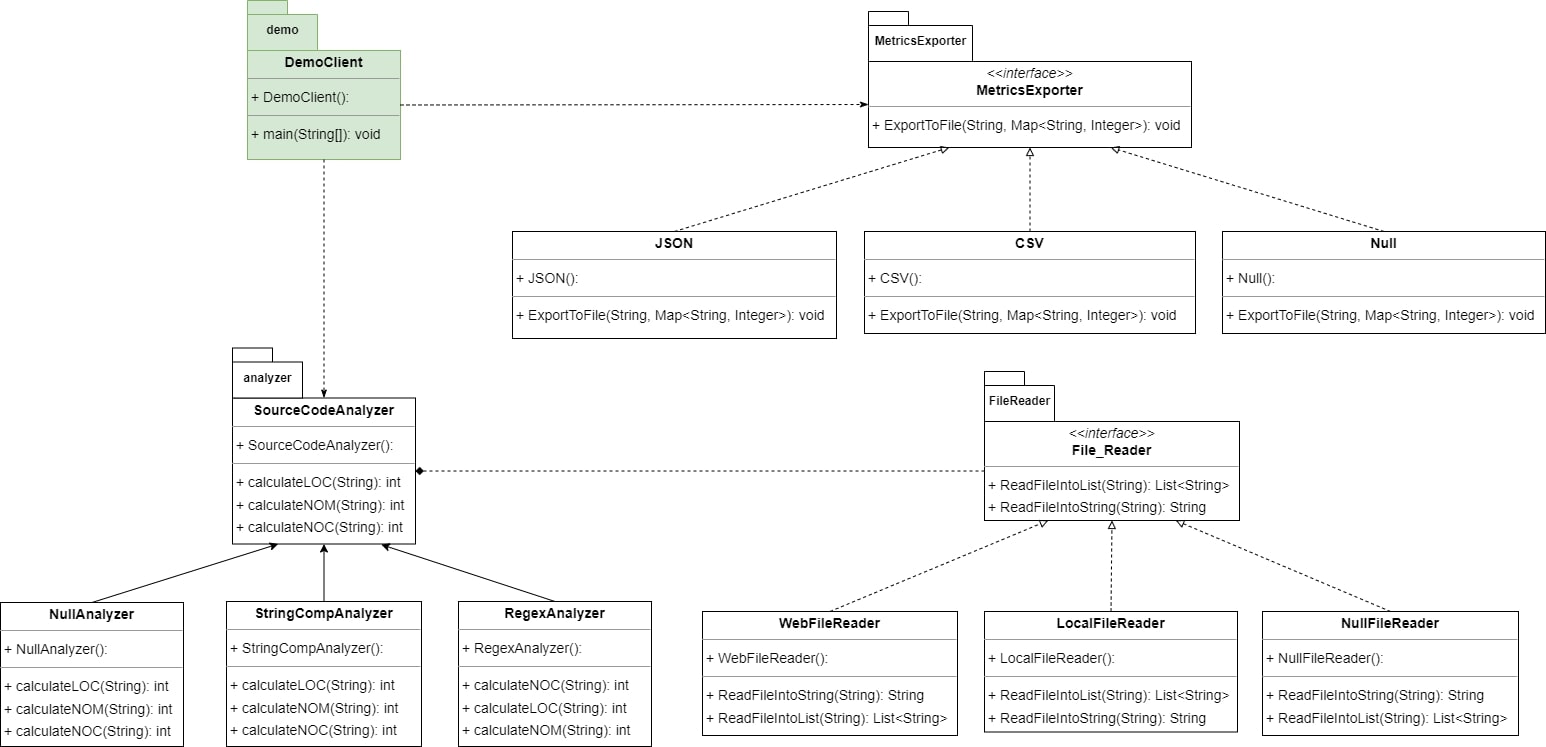 demo
DemoClient
+ DemoClient():
+ main(String[]): void
MetricsExporter
<<interface>>
MetricsExporter
+ ExportToFile(String, Map<String, Integer>): void
JSON
+ JSON():
+ ExportToFile(String, Map<String, Integer>): void
CSV
+ CSV():
+ ExportToFile(String, Map<String, Integer>): void
Null
+ Null():
+ ExportToFile(String, Map<String, Integer>): void
analyzer
SourceCodeAnalyzer
+ SourceCodeAnalyzer():
+ calculateLOC(String): int
+ calculateNOM(String): int
+ calculateNOC(String): int
FileReader
<<interface>>
File_Reader
+ ReadFileIntoList(String): List<String>
+ ReadFileIntoString(String): String
NullAnalyzer
+ NullAnalyzer():
+ calculateLOC(String): int
+ calculateNOM(String): int
+ calculateNOC(String): int
StringCompAnalyzer
+ StringCompAnalyzer():
+ calculateLOC(String): int
+ calculateNOM(String): int
+ calculateNOC(String): int
RegexAnalyzer
+ RegexAnalyzer():
+ calculateNOC(String): int
+ calculateLOC(String): int
+ calculateNOM(String): int
WebFileReader
+ WebFileReader():
+ ReadFileIntoString(String): String
+ ReadFileIntoList(String): List<String>
LocalFileReader
+ LocalFileReader():
+ ReadFileIntoList(String): List<String>
+ ReadFileIntoString(String): String
NullFileReader
+ NullFileReader():
+ ReadFileIntoString(String): String
+ ReadFileIntoList(String): List<String>